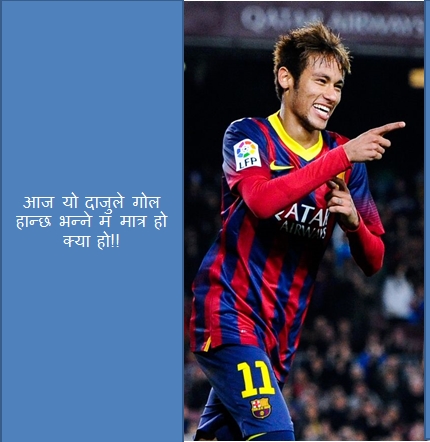 QATAR AIRWAYS
आज यो दाजुले गोल
हान्छ भन्ने म मात्र हो
क्या हो!!
LFP
QATAR
AIRWAYS
11